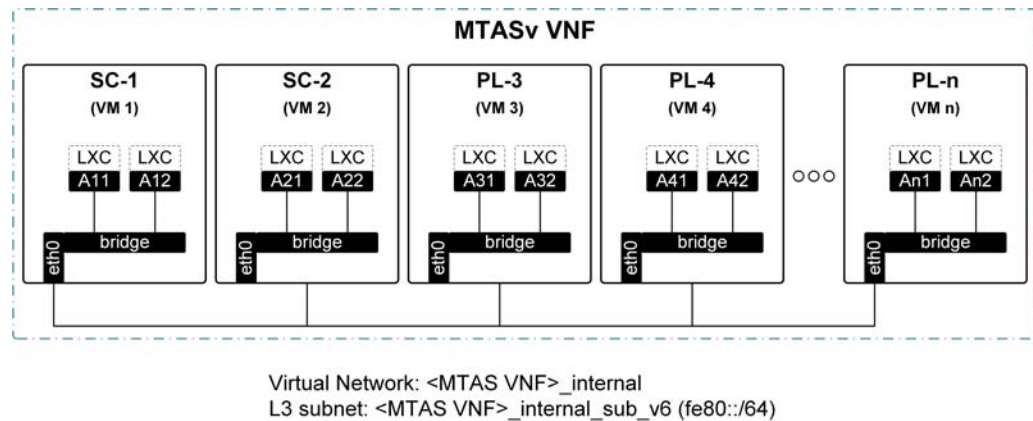 MTASv VNF
SC-1 SC-2 PL-3 PL-4 PL-n
(VM 1) (VM 2) (VM 3) (VM 4) (VM n)
LXC LXC LXC LXC LXC LXC LXC LXC LXC LXC
A11 A12 A21 A22 A31 A32 A41 A42 An1 An2
bridge bridge bridge bridge bridge
eth0 eth0 eth0 eth0 eth0
Virtual Network: <MTAS VNF>_internal
L3 subnet: <MTAS VNF>_internal_sub_v6 (fe80::/64)